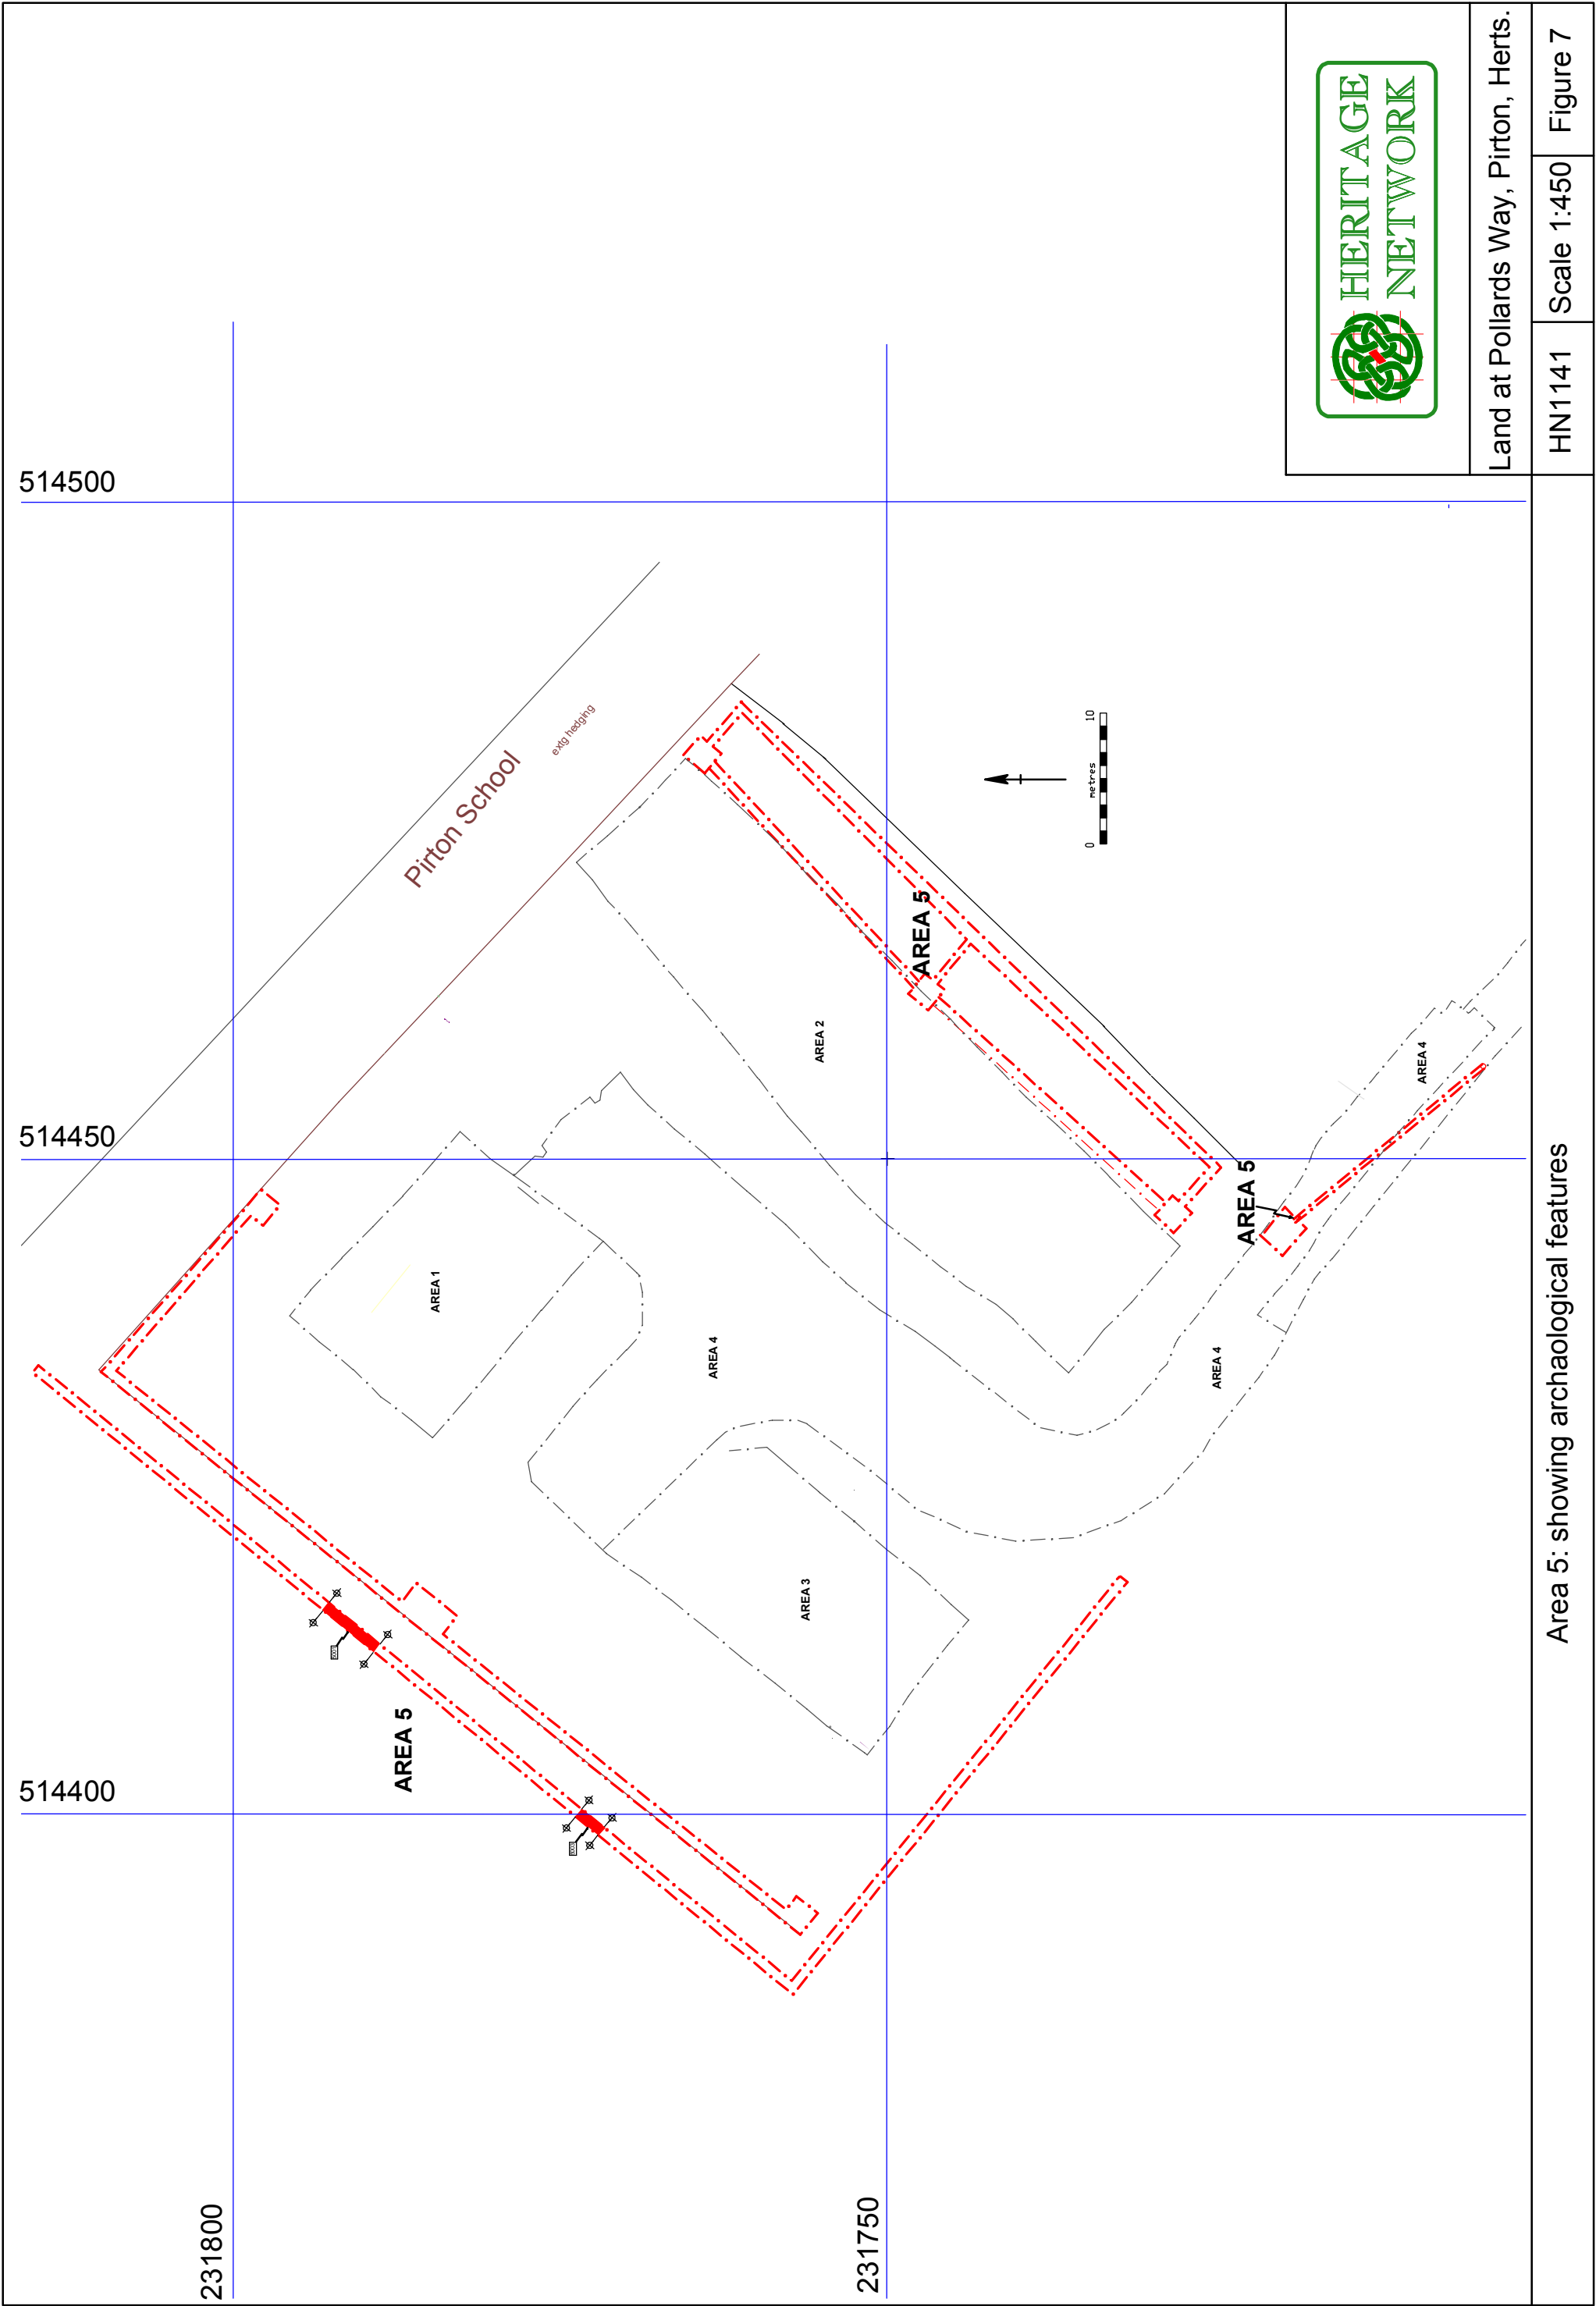 514500
514450
514400
231800
231750
Pirton School
extg hedging
AREA 1
AREA 2
AREA 3
AREA 4
AREA 4
AREA 4
AREA 5
AREA 5
AREA 5
metres
0
10
HERITAGE
NETWORK
Land at Pollards Way, Pirton, Herts.
HN1141
Scale 1:450
Figure 7
Area 5: showing archaological features